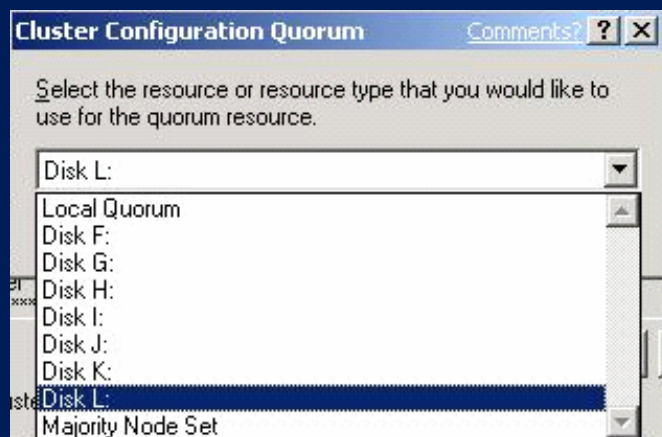 Cluster Configuration Quorum Comments? ? X
Select the resource or resource type that you would like to
use for the quorum resource.
Disk L:
Local Quorum
Disk F:
Disk G:
Disk H:
Disk I:
Disk J:
Disk K:
Disk L:
Majority Node Set